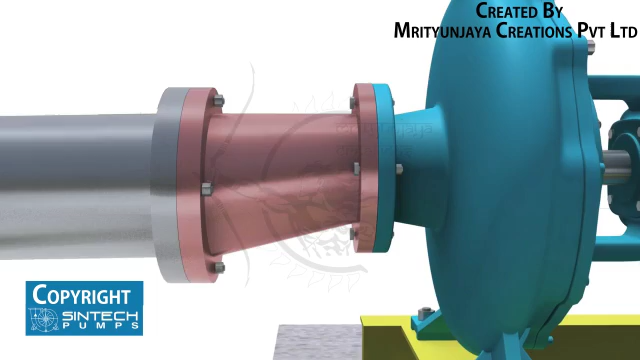 Created By
Mrityunjaya Creations Pvt Ltd
Copyright
SINTECH
PUMPS